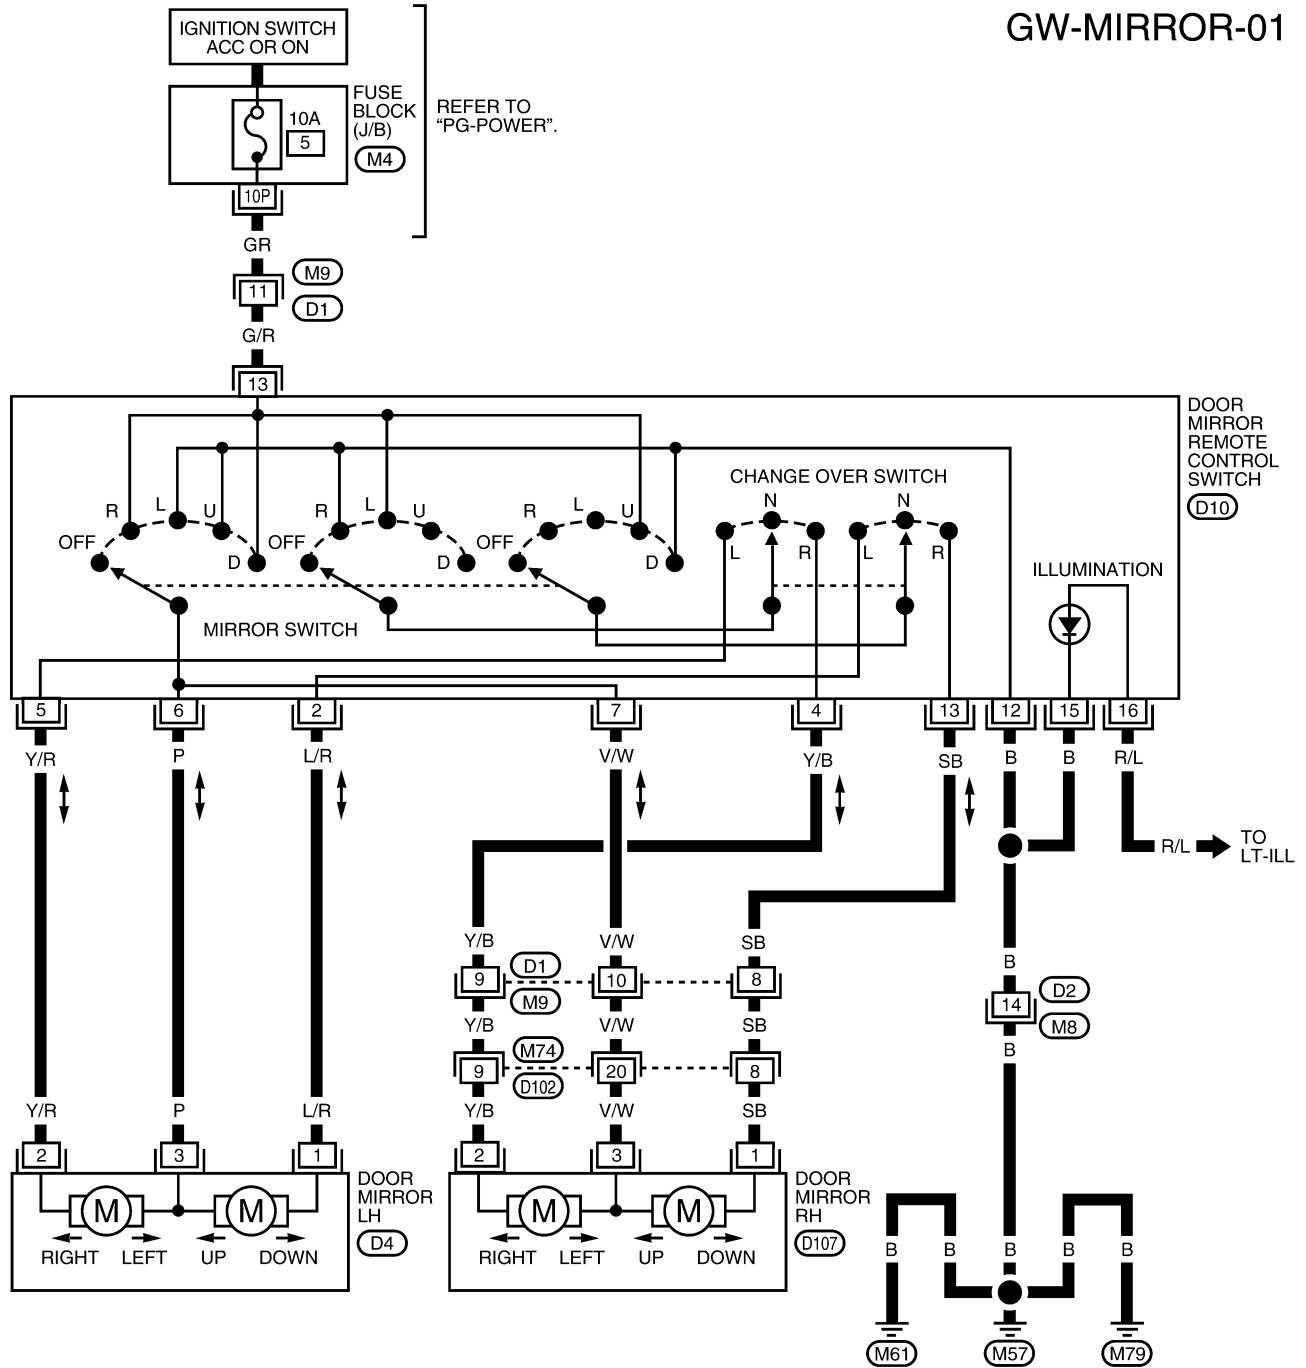 GW-MIRROR-01
IGNITION SWITCH
ACC OR ON
FUSE
BLOCK
(J/B)
M4
10A
5
REFER TO
“PG-POWER”.
10P
GR
11
M9
D1
G/R
13
DOOR
MIRROR
REMOTE
CONTROL
SWITCH
D10
CHANGE OVER SWITCH
OFF
R
L
U
D
OFF
R
L
U
D
OFF
R
L
U
D
L
N
R
L
N
R
ILLUMINATION
MIRROR SWITCH
5
6
2
7
4
13
12
15
16
Y/R
P
L/R
V/W
Y/B
SB
B
B
R/L
R/L
TO
LT-ILL
Y/B
V/W
SB
B
9
D1
M9
10
8
14
D2
M8
Y/B
V/W
SB
B
9
M74
D102
20
8
Y/R
P
L/R
Y/B
V/W
SB
2
3
1
2
3
1
M
M
DOOR
MIRROR
LH
D4
RIGHT
LEFT
UP
DOWN
M
M
DOOR
MIRROR
RH
D107
RIGHT
LEFT
UP
DOWN
B
B
B
B
B
M61
M57
M79